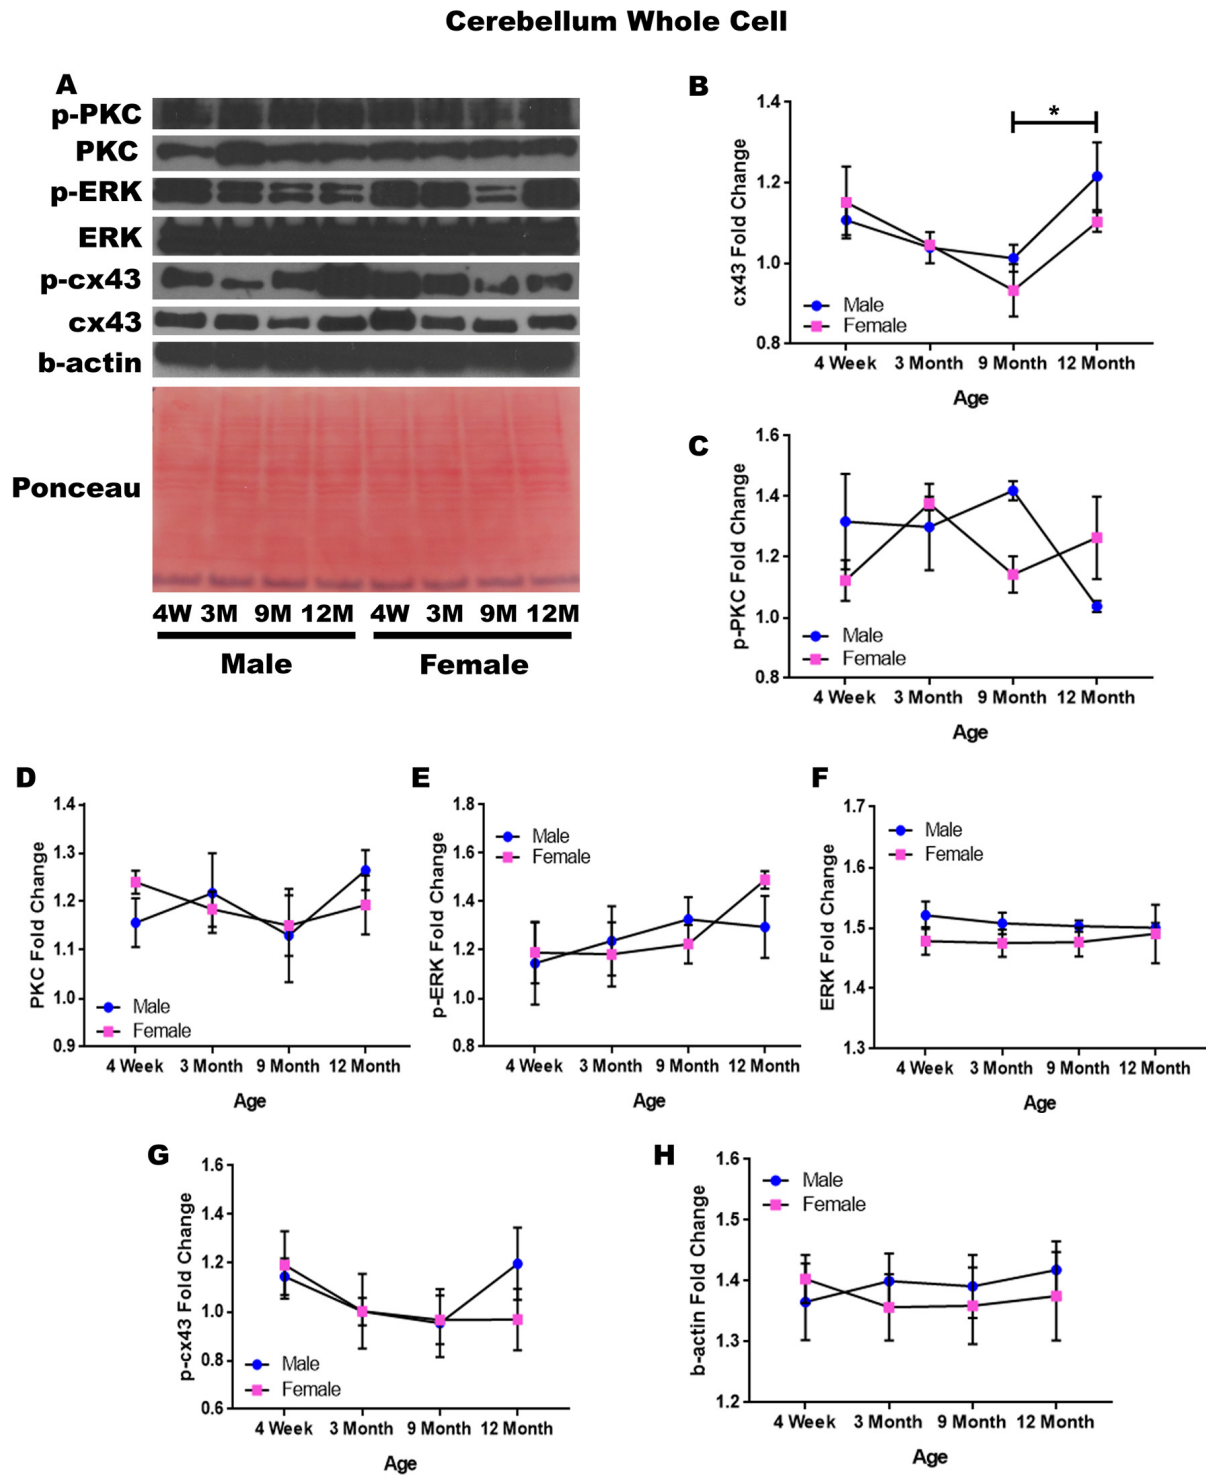 Cerebellum Whole Cell
A
p-PKC
PKC
p-ERK
ERK
p-cx43
cx43
b-actin
Ponceau
4W 3M 9M 12M 4W 3M 9M 12M
Male Female
B
cx43 Fold Change
1.4
1.2
1.0
0.8
*
Male
Female
4 Week 3 Month 9 Month 12 Month
Age
C
p-PKC Fold Change
1.6
1.4
1.2
1.0
0.8
Male
Female
4 Week 3 Month 9 Month 12 Month
Age
D
PKC Fold Change
1.4
1.3
1.2
1.1
1.0
0.9
Male
Female
4 Week 3 Month 9 Month 12 Month
Age
E
p-ERK Fold Change
1.8
1.6
1.4
1.2
1.0
0.8
Male
Female
4 Week 3 Month 9 Month 12 Month
Age
F
ERK Fold Change
1.7
1.6
1.5
1.4
1.3
Male
Female
4 Week 3 Month 9 Month 12 Month
Age
G
p-cx43 Fold Change
1.6
1.4
1.2
1.0
0.8
0.6
Male
Female
4 Week 3 Month 9 Month 12 Month
Age
H
b-actin Fold Change
1.6
1.5
1.4
1.3
1.2
Male
Female
4 Week 3 Month 9 Month 12 Month
Age